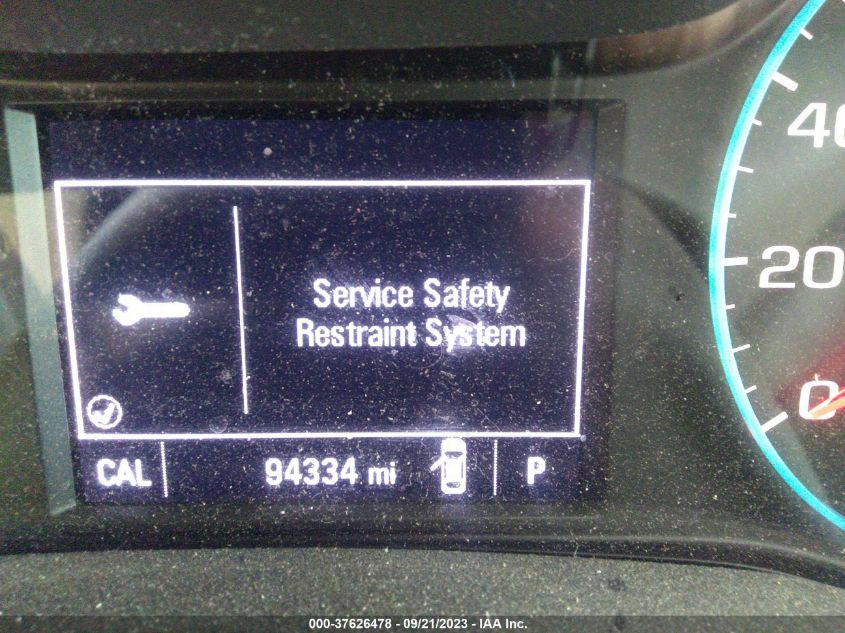 Service Safety
Restraint System
CAL 94334 mi P
40
20
0
000-37626478 - 09/21/2023 - IAA Inc.